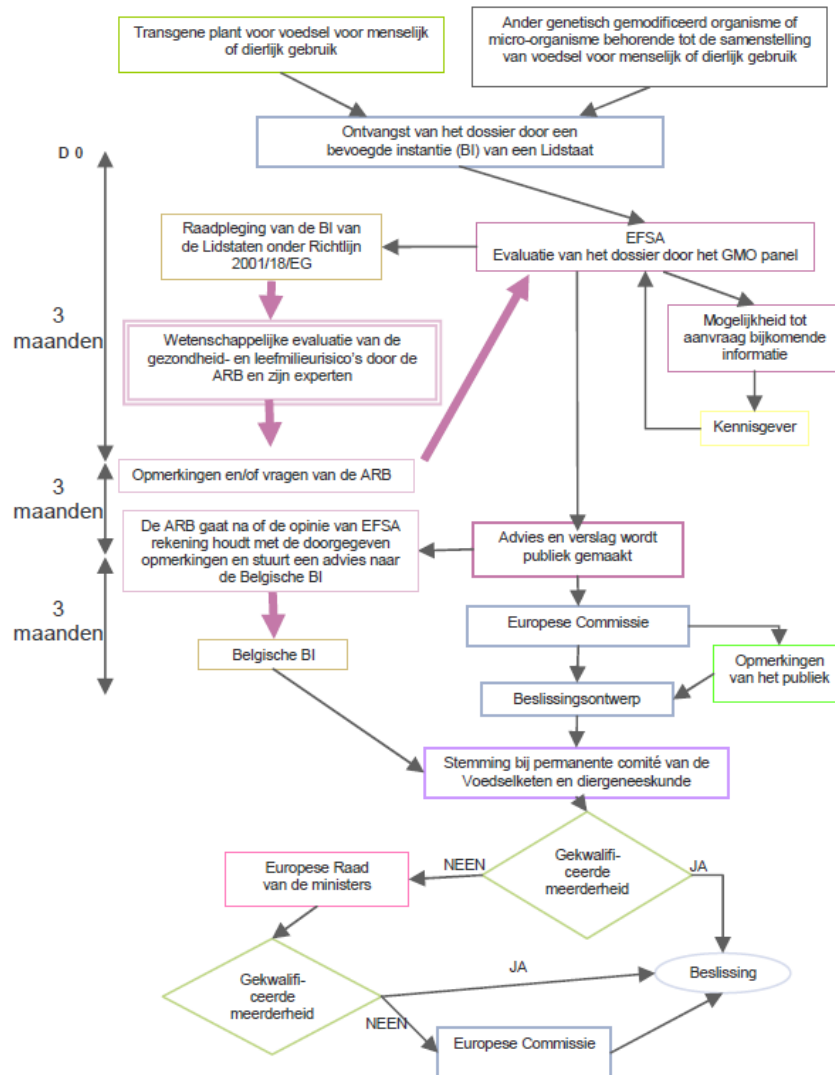 Transgene plant voor voedsel voor menselijk
of dierlijk gebruik
Ander genetisch gemodificeerd organisme of
micro-organisme behorende tot de samenstelling
van voedsel voor menselijk of dierlijk gebruik
Ontvangst van het dossier door een
bevoegde instantie (BI) van een Lidstaat
D 0
Raadpleging van de BI van
de Lidstaten onder Richtlijn
2001/18/EG
EFSA
Evaluatie van het dossier door het GMO panel
3
maanden
Mogelijkheid tot
aanvraag bijkomende
informatie
Wetenschappelijke evaluatie van de
gezondheid- en leefmilieurisico's door de
ARB en zijn experten
Kennisgever
Opmerkingen en/of vragen van de ARB
3
maanden
De ARB gaat na of de opinie van EFSA
rekening houdt met de doorgegeven
opmerkingen en stuurt een advies naar
de Belgische BI
Advies en verslag wordt
publiek gemaakt
3
maanden
Europese Commissie
Belgische BI
Opmerkingen
van het publiek
Beslissingsontwerp
Stemming bij permanente comité van de
Voedselketen en diergeneeskunde
Gekwalifi-
ceerde
meerderheid
NEEN
JA
Europese Raad
van de ministers
Gekwalifi-
ceerde
meerderheid
JA
Beslissing
NEEN
Europese Commissie